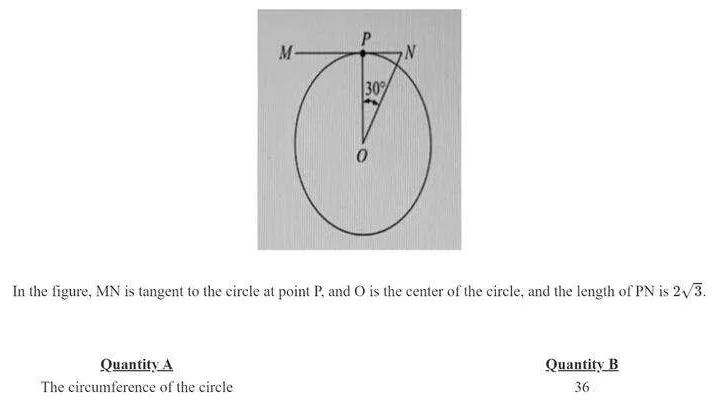 P
M
N
30°
O
In the figure, MN is tangent to the circle at point P, and O is the center of the circle, and the length of PN is 2√3.
Quantity A Quantity B
The circumference of the circle 36